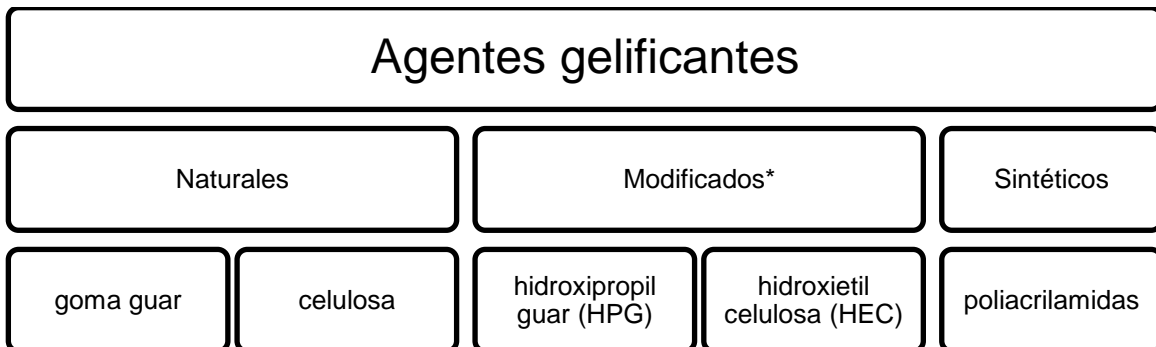 Agentes gelificantes
Naturales
Modificados*
Sintéticos
goma guar
celulosa
hidroxipropil
guar (HPG)
hidroxietil
celulosa (HEC)
poliacrilamidas